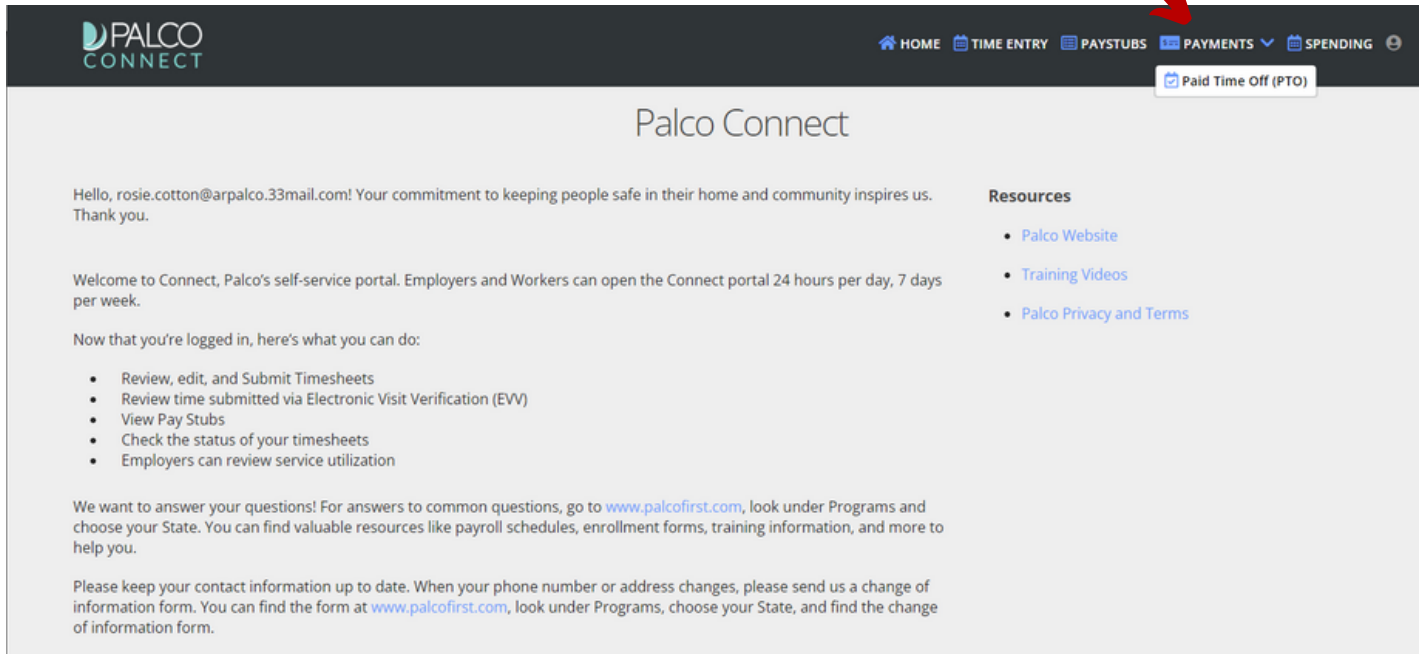 PALCO
CONNECT
HOME TIME ENTRY PAYSTUBS PAYMENTS SPENDING
Paid Time Off (PTO)
Palco Connect
Hello, rosie.cotton@arpalco.33mail.com! Your commitment to keeping people safe in their home and community inspires us.
Thank you.
Welcome to Connect, Palco's self-service portal. Employers and Workers can open the Connect portal 24 hours per day, 7 days
per week.
Now that you're logged in, here's what you can do:
• Review, edit, and Submit Timesheets
• Review time submitted via Electronic Visit Verification (EVV)
• View Pay Stubs
• Check the status of your timesheets
• Employers can review service utilization
We want to answer your questions! For answers to common questions, go to www.palcofirst.com, look under Programs and
choose your State. You can find valuable resources like payroll schedules, enrollment forms, training information, and more to
help you.
Please keep your contact information up to date. When your phone number or address changes, please send us a change of
information form. You can find the form at www.palcofirst.com, look under Programs, choose your State, and find the change
of information form.
Resources
• Palco Website
• Training Videos
• Palco Privacy and Terms